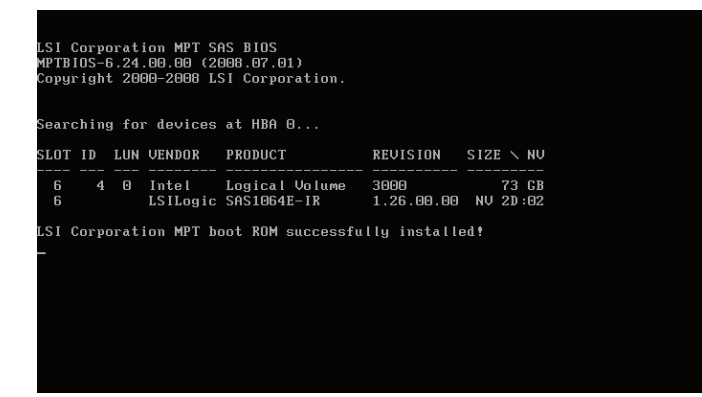 LSI Corporation MPT SAS BIOS
MPTBIOS-6.24.00.00 (2008.07.01)
Copyright 2000-2008 LSI Corporation.
Searching for devices at HBA 0...
SLOT ID LUN VENDOR PRODUCT REVISION SIZE \ NV
---- --- --- -------- ---------------- ---------- ---------
6 4 0 Intel Logical Volume 3000 73 GB
6 LSILogic SAS1064E-IR 1.26.00.00 NV 2D:02
LSI Corporation MPT boot ROM successfully installed!
_